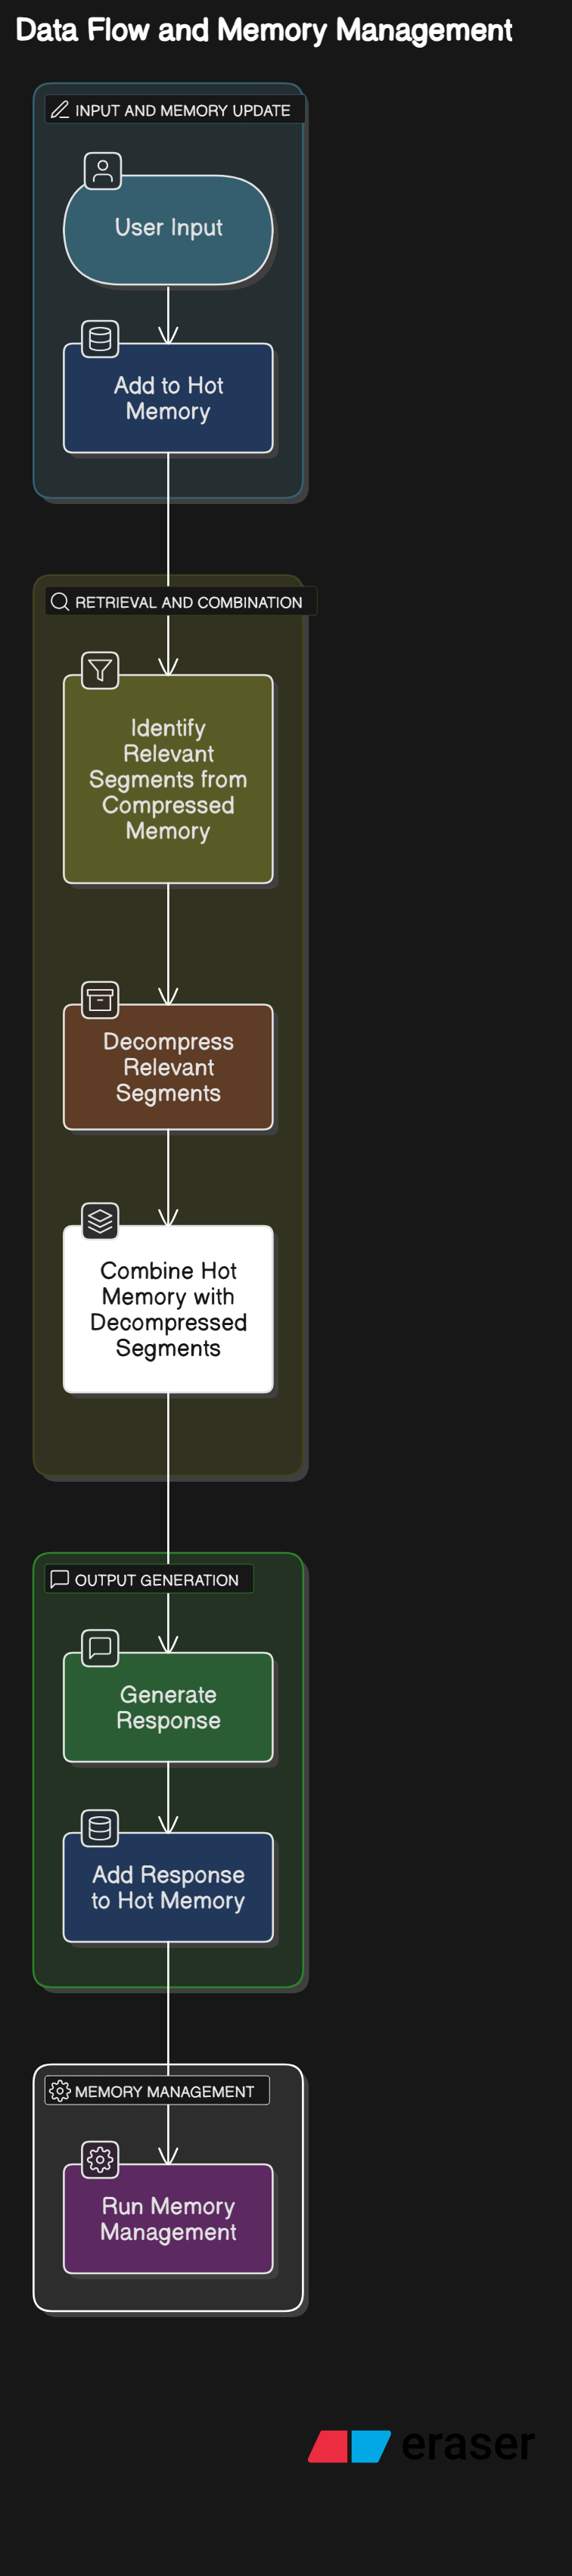 Data Flow and Memory Management
INPUT AND MEMORY UPDATE
User Input
Add to Hot
Memory
RETRIEVAL AND COMBINATION
Identify
Relevant
Segments from
Compressed
Memory
Decompress
Relevant
Segments
Combine Hot
Memory with
Decompressed
Segments
OUTPUT GENERATION
Generate
Response
Add Response
to Hot Memory
MEMORY MANAGEMENT
Run Memory
Management
eraser